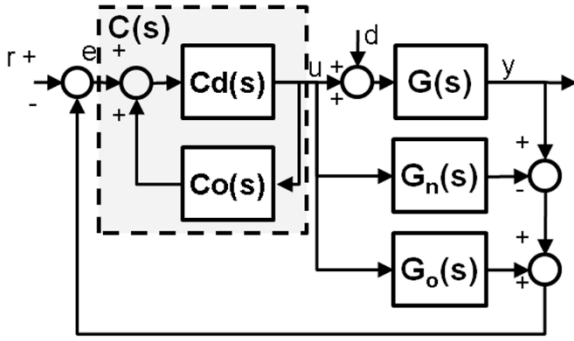 C(s)
r + e + Cd(s) u + d G(s) y
- + +
Co(s) Gn(s) + -
Go(s) + +